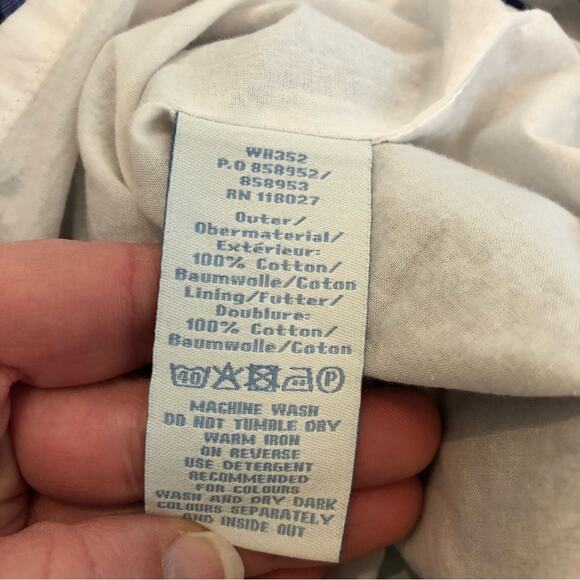 WH352
P.O 858952/
858953
RN 118027
Outer/
Obermaterial/
Extérieur:
100% Cotton/
Baumwolle/Coton
Lining/Futter/
Doublure:
100% Cotton/
Baumwolle/Coton
40 P
MACHINE WASH
DO NOT TUMBLE DRY
WARM IRON
ON REVERSE
USE DETERGENT
RECOMMENDED
FOR COLOURS
WASH AND DRY DARK
COLOURS SEPARATELY
AND INSIDE OUT